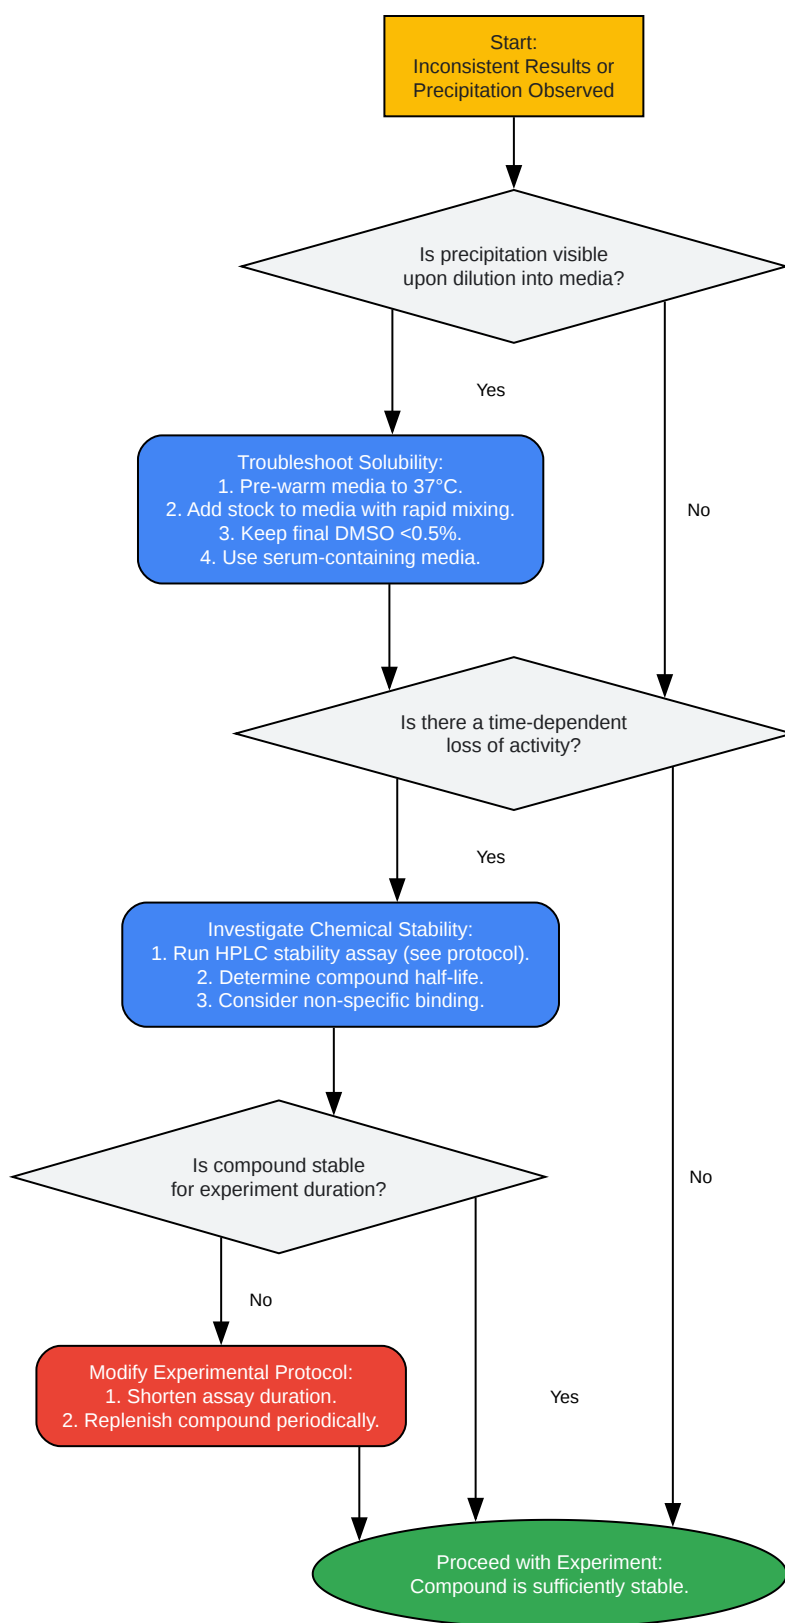 Start:
Inconsistent Results or
Precipitation Observed
Is precipitation visible
upon dilution into media?
Yes
Troubleshoot Solubility:
1. Pre-warm media to 37°C.
2. Add stock to media with rapid mixing.
3. Keep final DMSO <0.5%.
4. Use serum-containing media.
No
Is there a time-dependent
loss of activity?
Yes
Investigate Chemical Stability:
1. Run HPLC stability assay (see protocol).
2. Determine compound half-life.
3. Consider non-specific binding.
Is compound stable
for experiment duration?
No
No
Modify Experimental Protocol:
1. Shorten assay duration.
2. Replenish compound periodically.
Yes
Proceed with Experiment:
Compound is sufficiently stable.